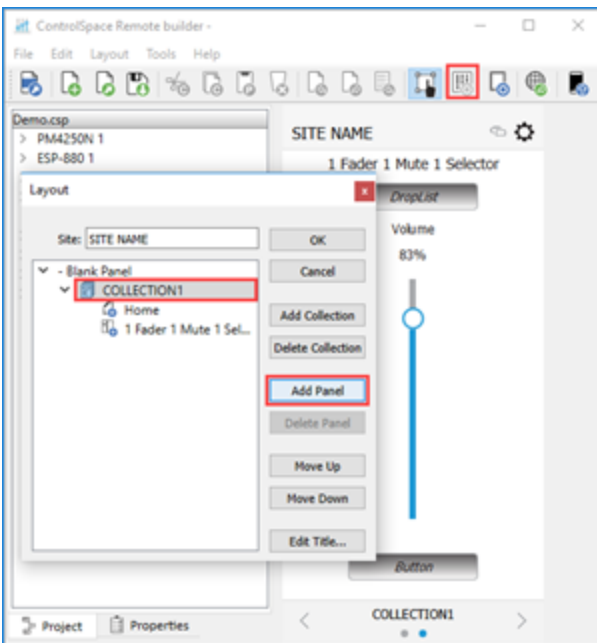 ControlSpace Remote builder -
File Edit Layout Tools Help
Demo.csp
PM4250N 1
ESP-880 1
SITE NAME
1 Fader 1 Mute 1 Selector
DropList
Volume
83%
Layout
x
Site: SITE NAME
OK
- Blank Panel
Cancel
COLLECTION1
Home
1 Fader 1 Mute 1 Sel...
Add Collection
Delete Collection
Add Panel
Delete Panel
Move Up
Move Down
Edit Title...
Button
COLLECTION1
Project Properties